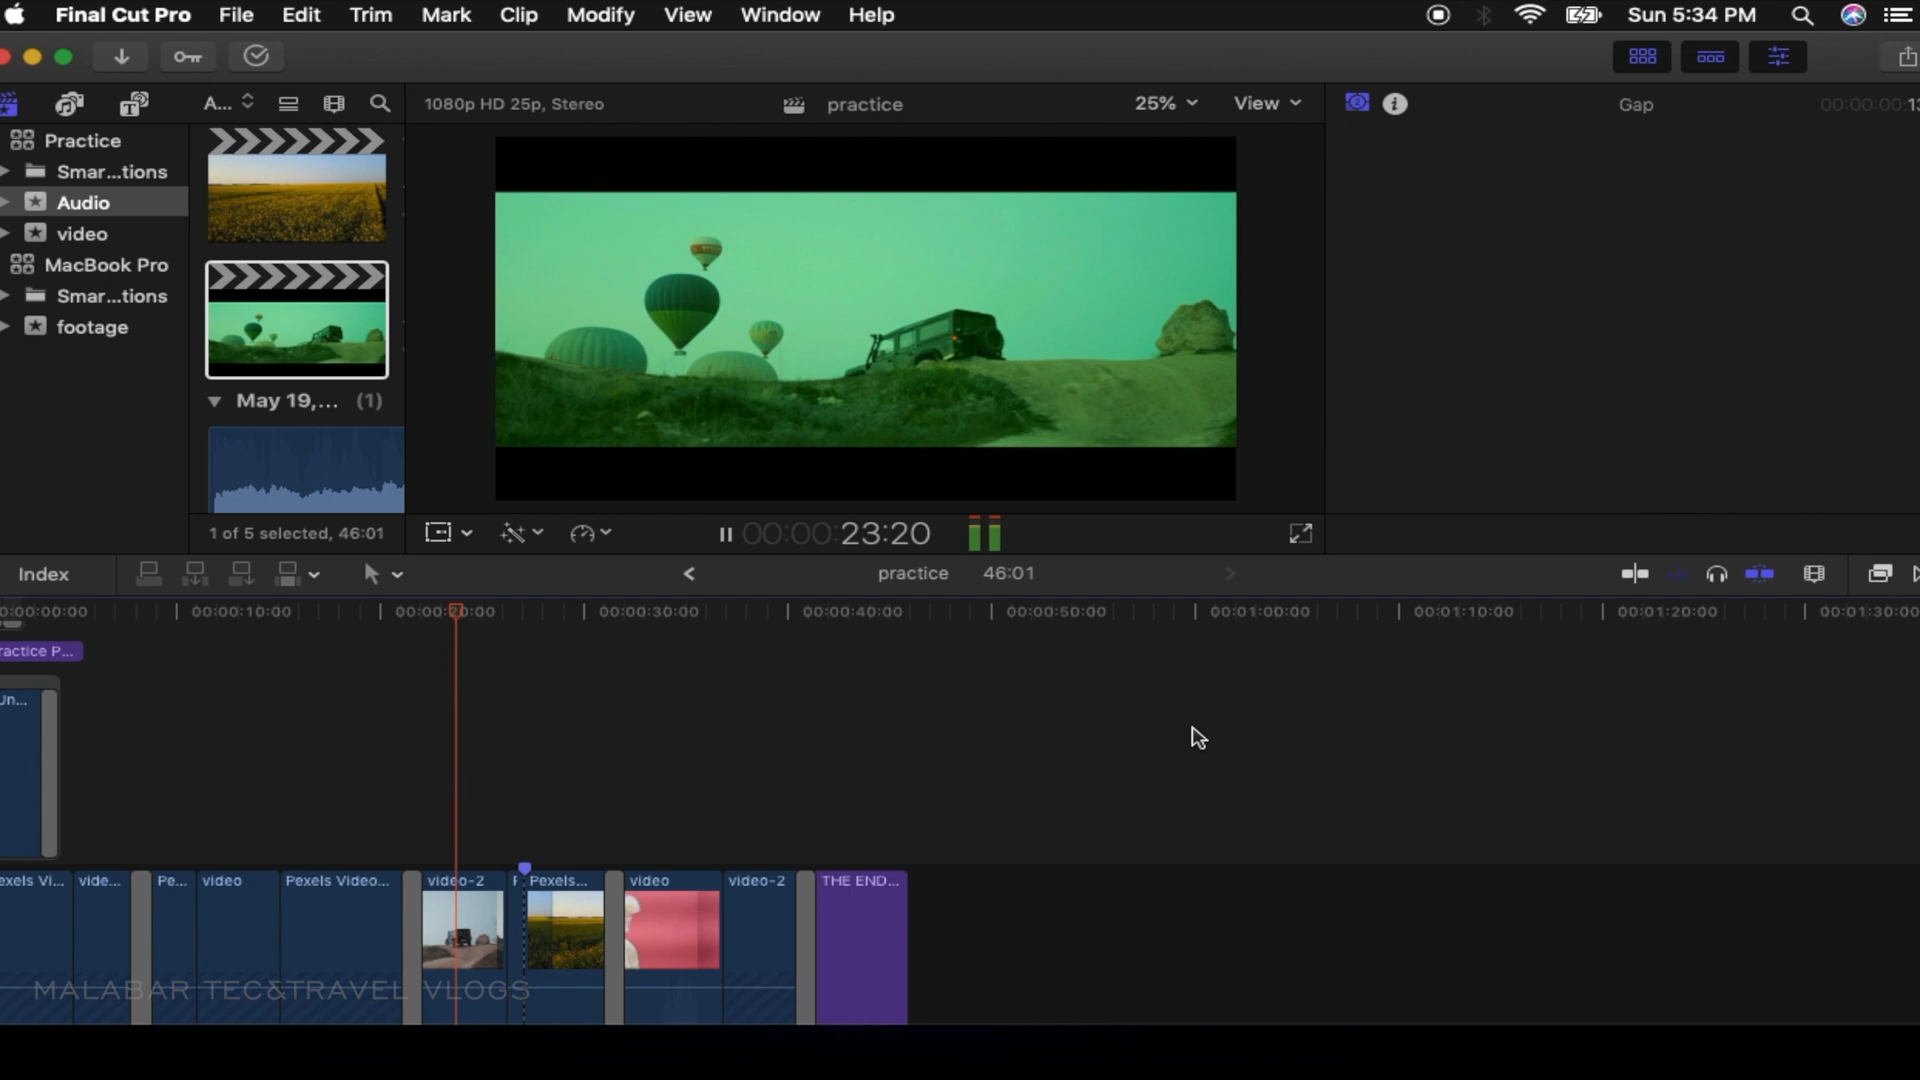 Final Cut Pro File Edit Trim Mark Clip Modify View Window Help Sun 5:34 PM
A... 1080p HD 25p, Stereo practice 25% View Gap
Practice
Smar...tions
Audio
video
MacBook Pro
Smar...tions
footage
May 19,... (1)
1 of 5 selected, 46:01 00:00:00:23:20
Index practice 46:01
0:00:00:00 00:00:10:00 00:00:20:00 00:00:30:00 00:00:40:00 00:00:50:00 00:01:00:00 00:01:10:00 00:01:20:00 00:01:30:00
ractice P...
Un...
exels Vi... vide... Pe... video Pexels Video... video-2 Pexels... video video-2 THE END...
MALABAR TEC&TRAVEL VLOGS